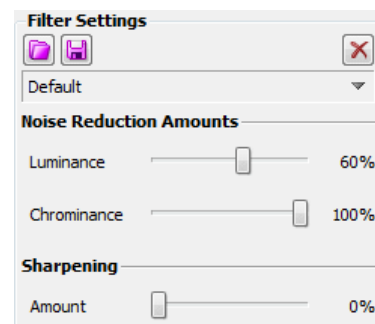 Filter Settings
Default
Noise Reduction Amounts
Luminance 60%
Chrominance 100%
Sharpening
Amount 0%